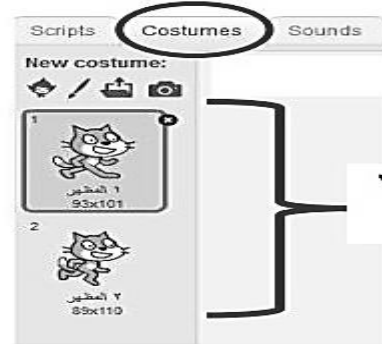 Scripts Costumes Sounds
New costume:
1
١ المظهر
93x101
2
٢ المظهر
89x110